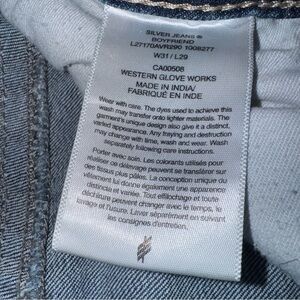 SILVER JEANS ®
BOYFRIEND
L27170AVR290 1008277
W31 / L29
CA00508
WESTERN GLOVE WORKS
MADE IN INDIA/
FABRIQUÉ EN INDE
Wear with care. The dyes used to achieve this
wash may transfer onto lighter materials. The
garment's unique design also give it a distinct,
varied appearance. Any fraying and destruction
may change with time, wash and wear. Wash
separately following care instructions.
Porter avec soin. Les colorants utilisés pour
réaliser ce délavage peuvent se transférer sur
des tissus plus pâles. La conception unique du
vêtement lui donne également une apparence
distincte et variée. Tout effilochage et toute
déchirure peuvent changer avec le temps, le
lavage et l'usure. Laver séparément en suivant
les consignes d'entretien.